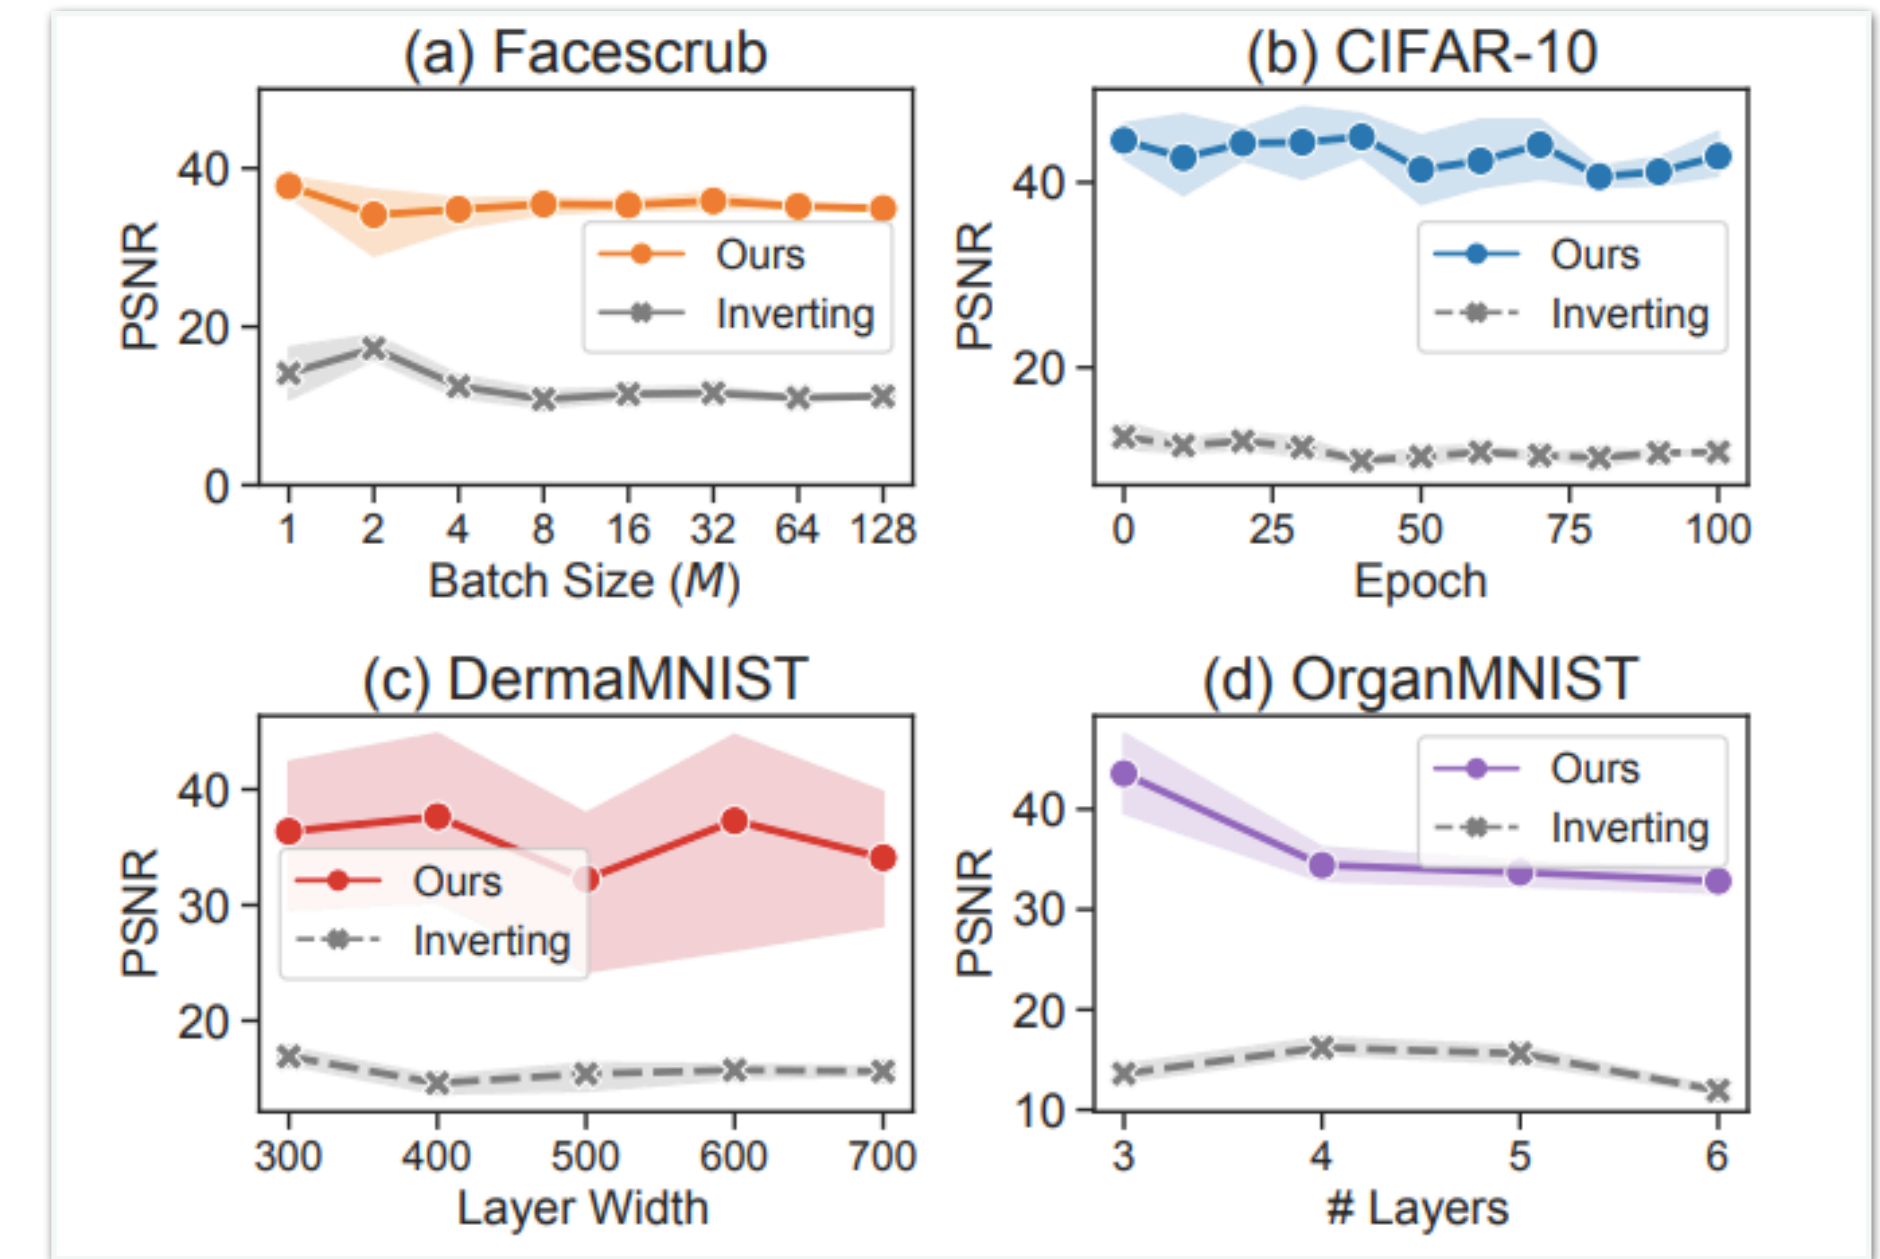 (a) Facescrub
PSNR
40
20
0
Ours
Inverting
1 2 4 8 16 32 64 128
Batch Size (M)
(b) CIFAR-10
PSNR
40
20
Ours
Inverting
0 25 50 75 100
Epoch
(c) DermaMNIST
PSNR
40
30
20
Ours
Inverting
300 400 500 600 700
Layer Width
(d) OrganMNIST
PSNR
40
30
20
10
Ours
Inverting
3 4 5 6
# Layers